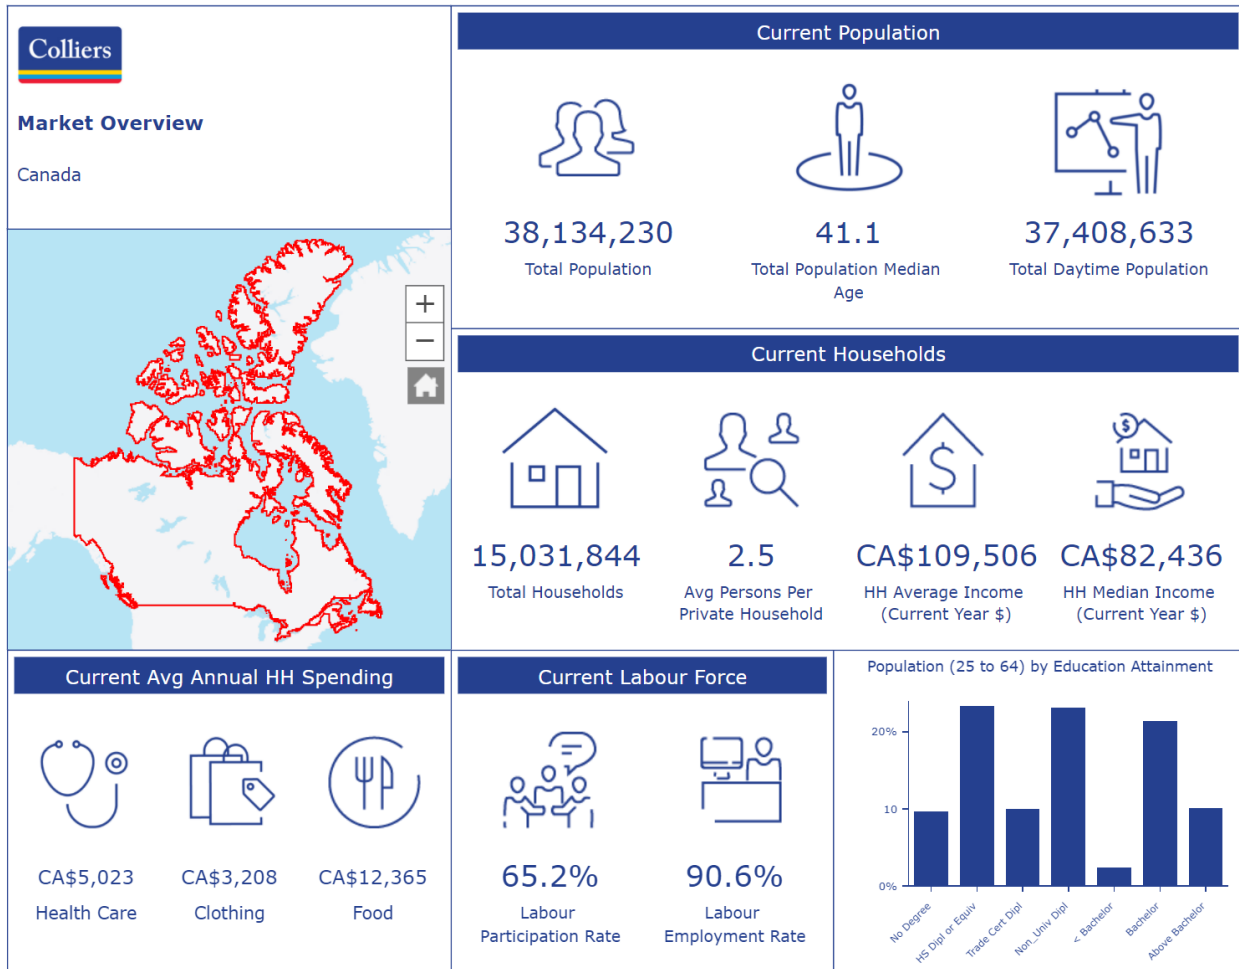 Colliers
Market Overview
Canada
+
−
Current Population
38,134,230
Total Population
41.1
Total Population Median
Age
37,408,633
Total Daytime Population
Current Households
$
$
15,031,844
Total Households
2.5
Avg Persons Per
Private Household
CA$109,506
HH Average Income
(Current Year $)
CA$82,436
HH Median Income
(Current Year $)
Current Avg Annual HH Spending
CA$5,023
Health Care
CA$3,208
Clothing
CA$12,365
Food
Current Labour Force
65.2%
Labour
Participation Rate
90.6%
Labour
Employment Rate
Population (25 to 64) by Education Attainment
20%
10
0%
No Degree
HS Dipl or Equiv
Trade Cert Dipl
Non_Univ Dipl
< Bachelor
Bachelor
Above Bachelor